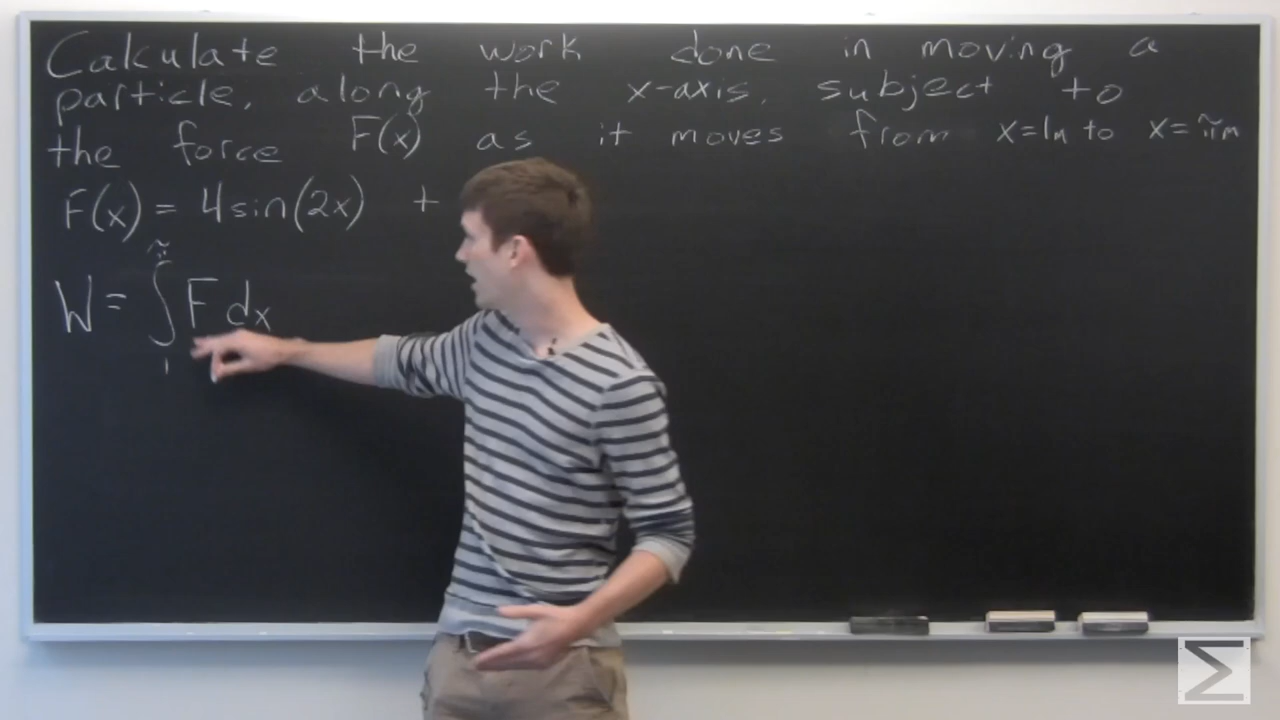 Calculate the work done in moving a
particle, along the x-axis, subject to
the force F(x) as it moves from x=1m to x=πm
F(x) = 4sin(2x) +
W = ∫₁^π F dx
Σ